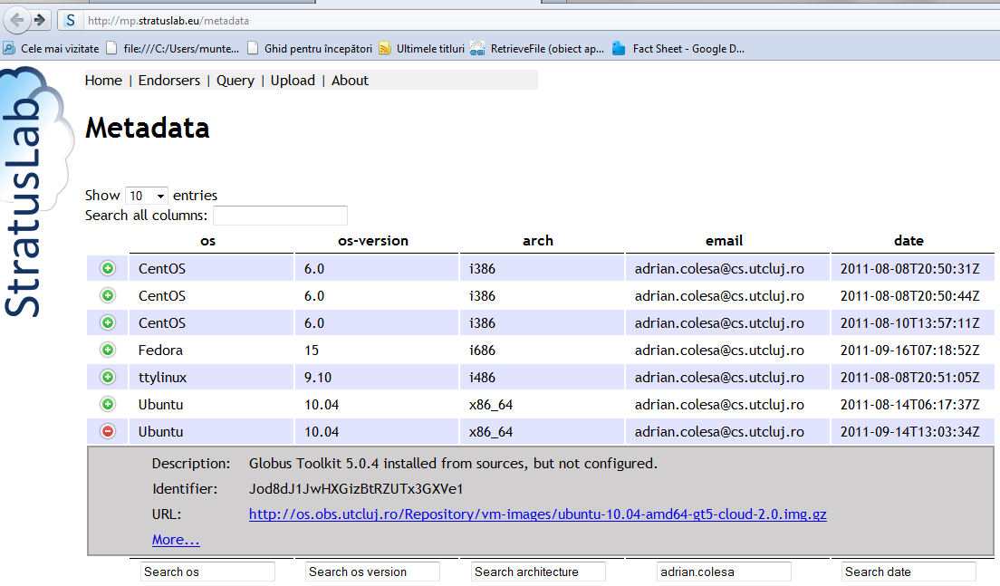 S http://mp.stratuslab.eu/metadata
Cele mai vizitate file:///C:/Users/munte... Ghid pentru începători Ultimele titluri RetrieveFile (obiect ap... Fact Sheet - Google D...
StratusLab
Home | Endorsers | Query | Upload | About
Metadata
Show 10 entries
Search all columns:
os os-version arch email date
CentOS 6.0 i386 adrian.colesa@cs.utcluj.ro 2011-08-08T20:50:31Z
CentOS 6.0 i386 adrian.colesa@cs.utcluj.ro 2011-08-08T20:50:44Z
CentOS 6.0 i386 adrian.colesa@cs.utcluj.ro 2011-08-10T13:57:11Z
Fedora 15 i686 adrian.colesa@cs.utcluj.ro 2011-09-16T07:18:52Z
ttylinux 9.10 i486 adrian.colesa@cs.utcluj.ro 2011-08-08T20:51:05Z
Ubuntu 10.04 x86_64 adrian.colesa@cs.utcluj.ro 2011-08-14T06:17:37Z
Ubuntu 10.04 x86_64 adrian.colesa@cs.utcluj.ro 2011-09-14T13:03:34Z
Description: Globus Toolkit 5.0.4 installed from sources, but not configured.
Identifier: Jod8dJ1JwHXGizBtRZUTx3GXVe1
URL: http://os.obs.utcluj.ro/Repository/vm-images/ubuntu-10.04-amd64-gt5-cloud-2.0.img.gz
More...
Search os Search os version Search architecture adrian.colesa Search date